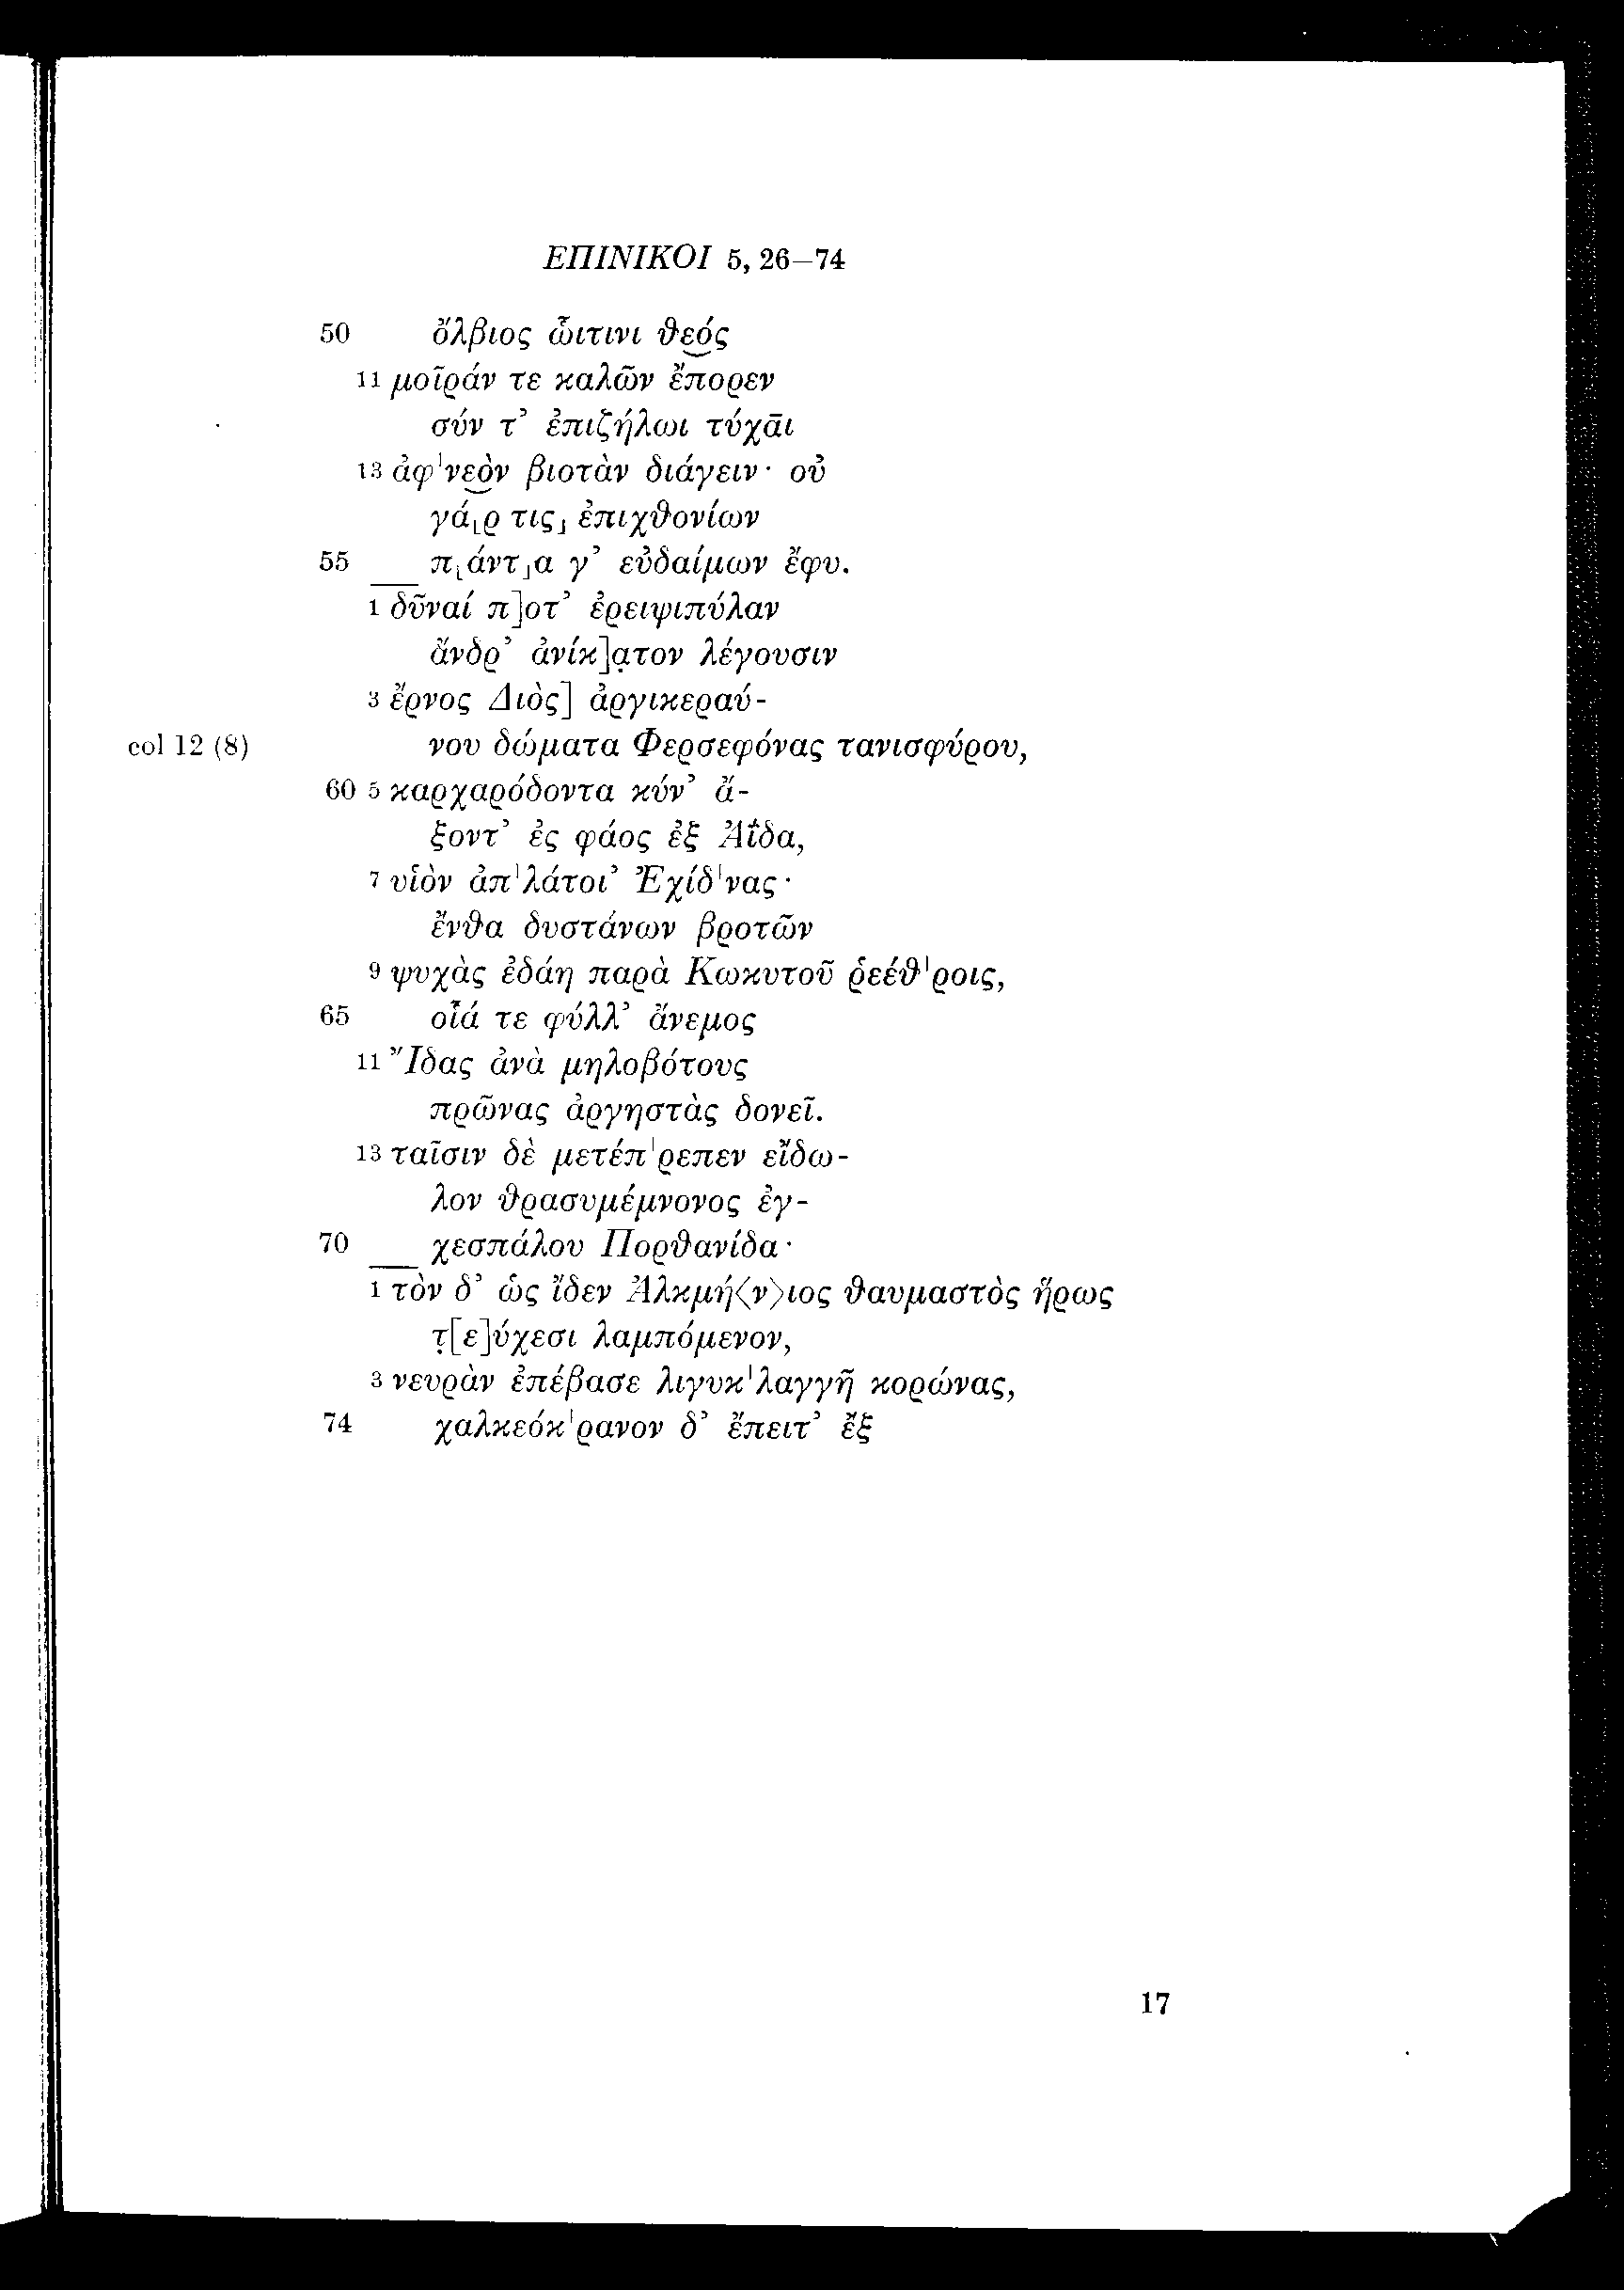 ΕΠΙΝΙΚΟΙ 5, 26–74
50 ὄλβιος ὧιτινι θεός
11 μοῖράν τε καλῶν ἔπορεν
σύν τ’ ἐπιζήλωι τύχᾱι
13 ἀφ'νεὸν βιοτὰν διάγειν· οὐ
γά⸤ρ τις⸥ ἐπιχθονίων
55 π⸤άντ⸥α γ’ εὐδαίμων ἔφυ.
1 δῦναί π]οτ’ ἐρειψιπύλαν
ἄνδρ’ ἀνίκ]α̣τον λέγουσιν
3 ἔρνος Διὸς] ἀργικεραύ-
col 12 (8) νου δώματα Φερσεφόνας τανισφύρου,
60 5 καρχαρόδοντα κύν’ ἄ-
ξοντ’ ἐς φάος ἐξ Ἀΐδα,
7 υἱὸν ἀπ'λάτοι’ Ἐχίδ'νας·
ἔνθα δυστάνων βροτῶν
9 ψυχὰς ἐδάη παρὰ Κωκυτοῦ ῥεέθ'ροις,
65 οἷά τε φύλλ’ ἄνεμος
11 Ἴδας ἀνὰ μηλοβότους
πρῶνας ἀργηστὰς δονεῖ.
13 ταῖσιν δὲ μετέπ'ρεπεν εἴδω-
λον θρασυμέμνονος ἐγ-
70 χεσπάλου Πορθανίδα·
1 τὸν δ’ ὡς ἴδεν Ἀλκμή⟨ν⟩ιος θαυμαστὸς ἥρως
τ̣[ε]ύχεσι λαμπόμενον,
3 νευρὰν ἐπέβασε λιγυκ'λαγγῆ κορώνας,
74 χαλκεόκ'ρανον δ’ ἔπειτ’ ἔξ
17